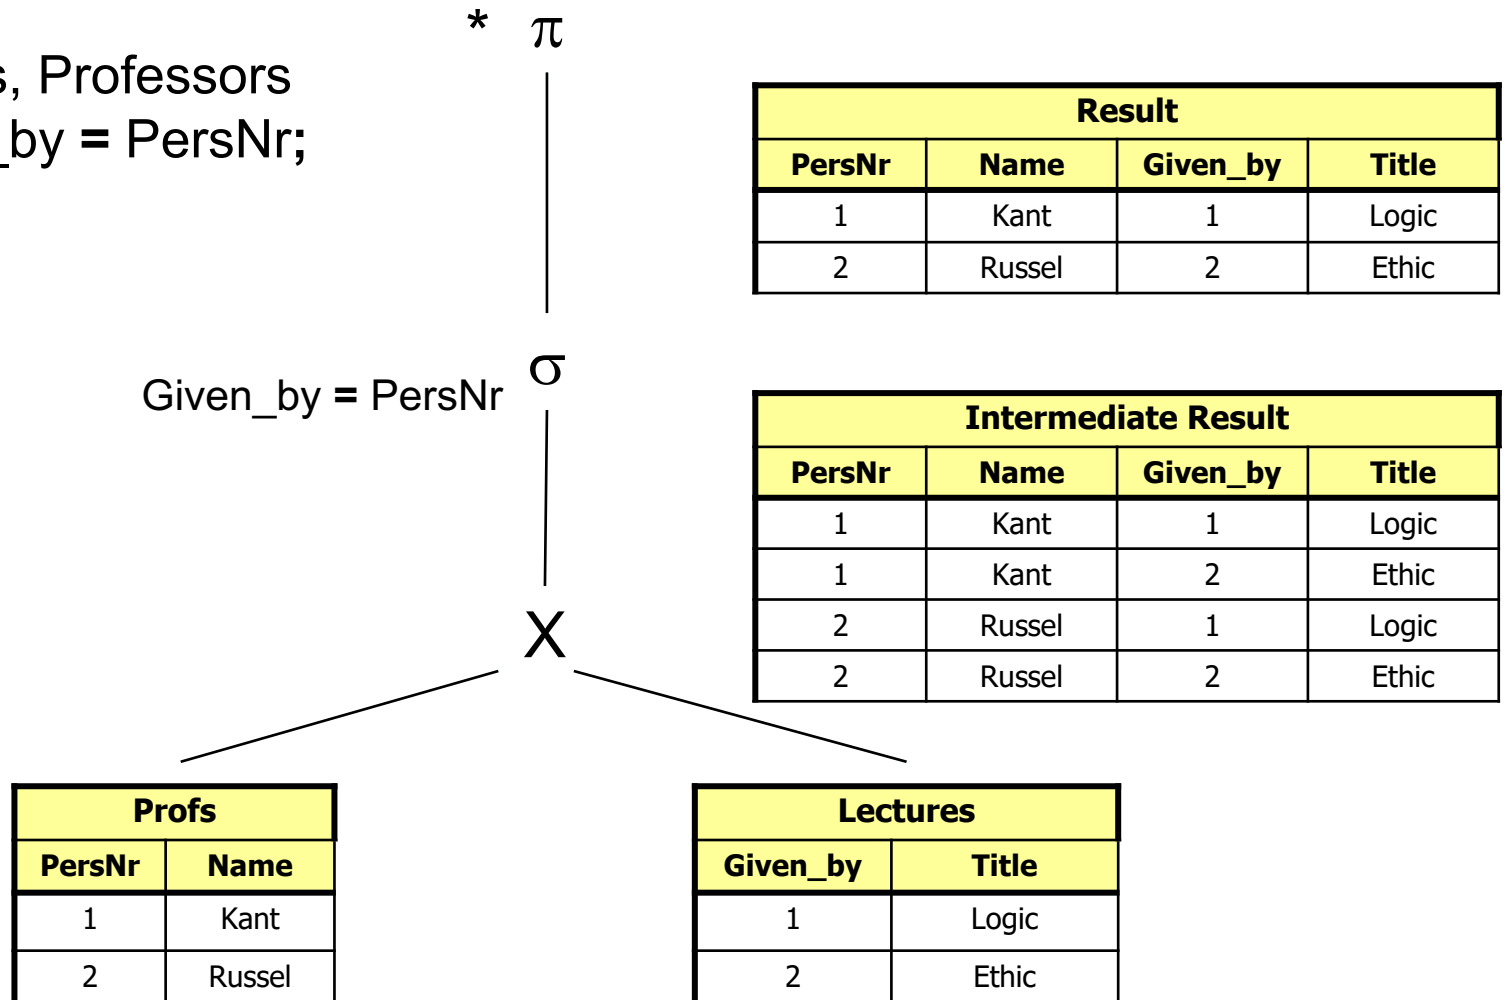 * π
s, Professors
_by = PersNr;
Result
PersNr Name Given_by Title
1 Kant 1 Logic
2 Russel 2 Ethic
Given_by = PersNr σ
Intermediate Result
PersNr Name Given_by Title
1 Kant 1 Logic
1 Kant 2 Ethic
2 Russel 1 Logic
2 Russel 2 Ethic
X
Profs
PersNr Name
1 Kant
2 Russel
Lectures
Given_by Title
1 Logic
2 Ethic